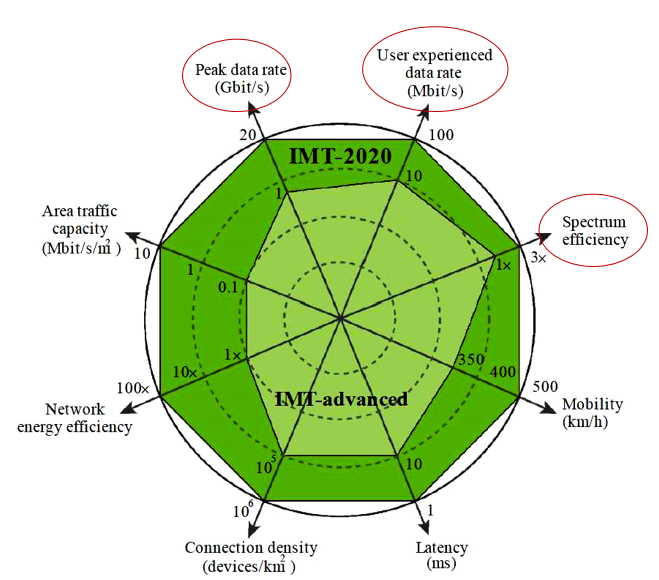 Peak data rate
(Gbit/s)
User experienced
data rate
(Mbit/s)
20
100
IMT-2020
1
10
Area traffic
capacity
(Mbit/s/m²)
Spectrum
efficiency
10
1
0.1
1×
3×
1×
10×
100×
350
400
500
Network
energy efficiency
IMT-advanced
Mobility
(km/h)
10⁵
10
10⁶
1
Connection density
(devices/km²)
Latency
(ms)